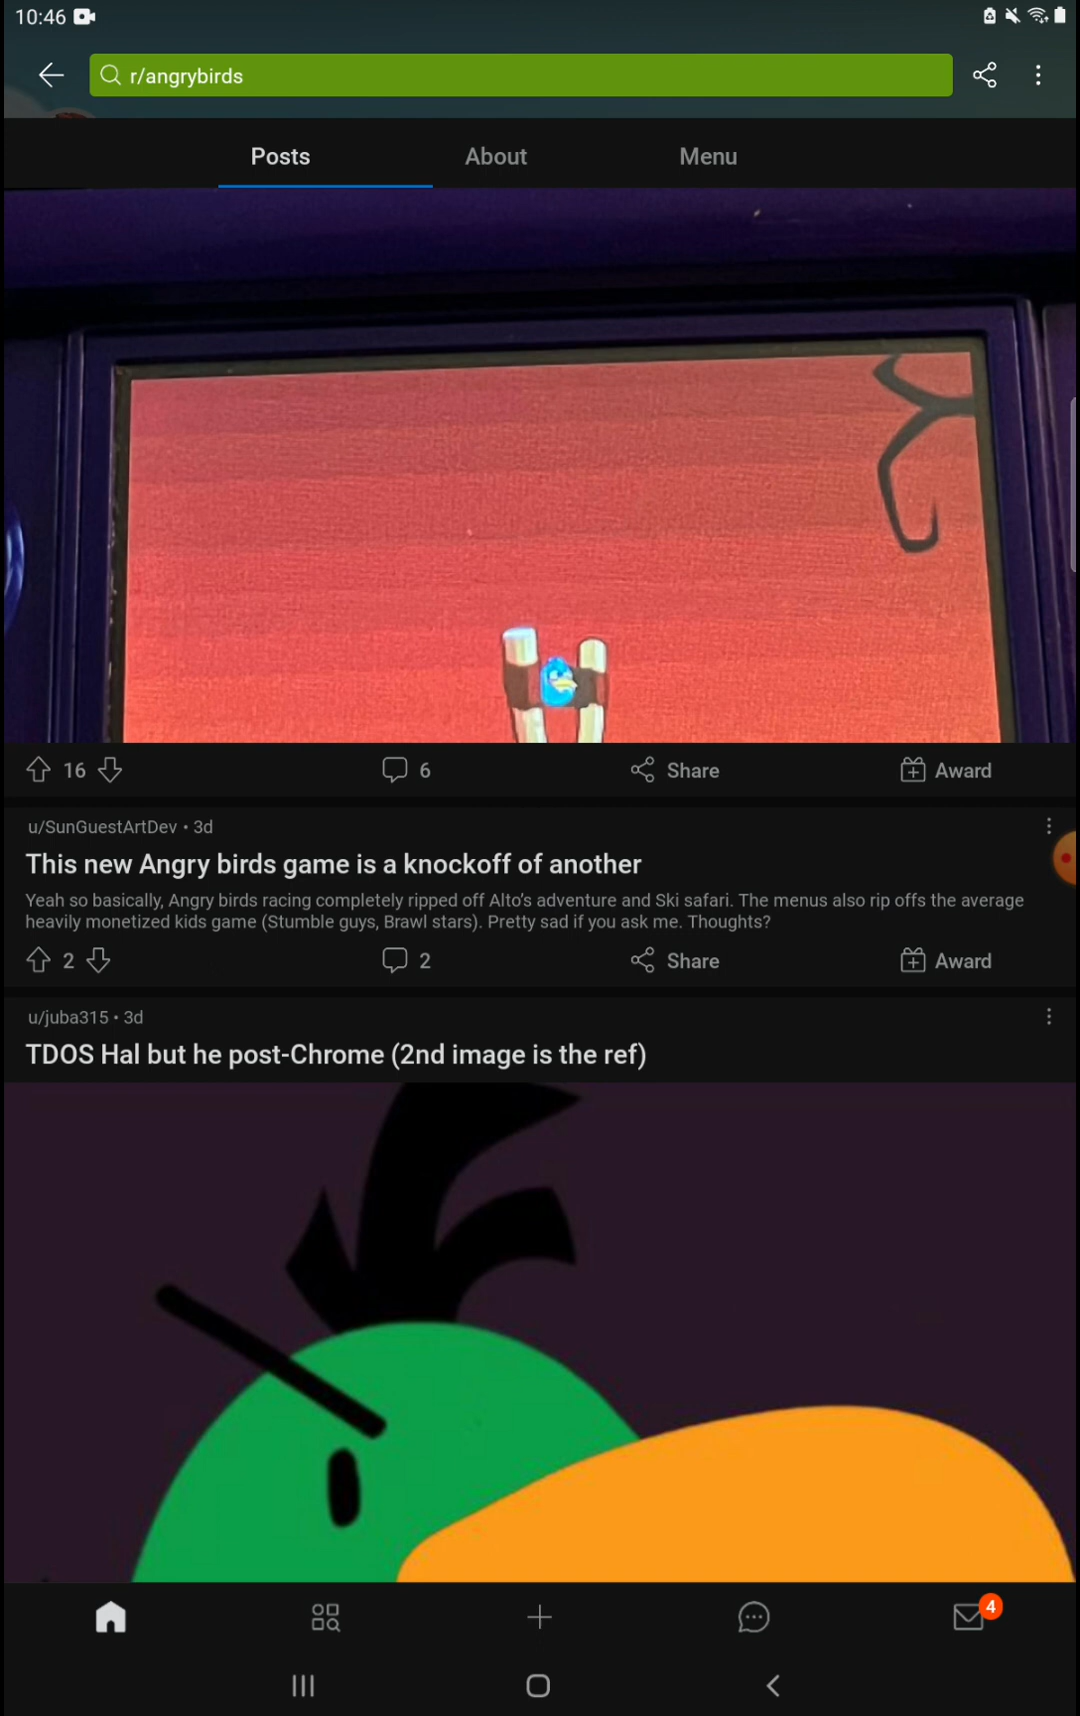 10:46
r/angrybirds
Posts
About
Menu
16
6
Share
Award
u/SunGuestArtDev • 3d
This new Angry birds game is a knockoff of another
Yeah so basically, Angry birds racing completely ripped off Alto's adventure and Ski safari. The menus also rip offs the average
heavily monetized kids game (Stumble guys, Brawl stars). Pretty sad if you ask me. Thoughts?
2
2
Share
Award
u/juba315 • 3d
TDOS Hal but he post-Chrome (2nd image is the ref)
4